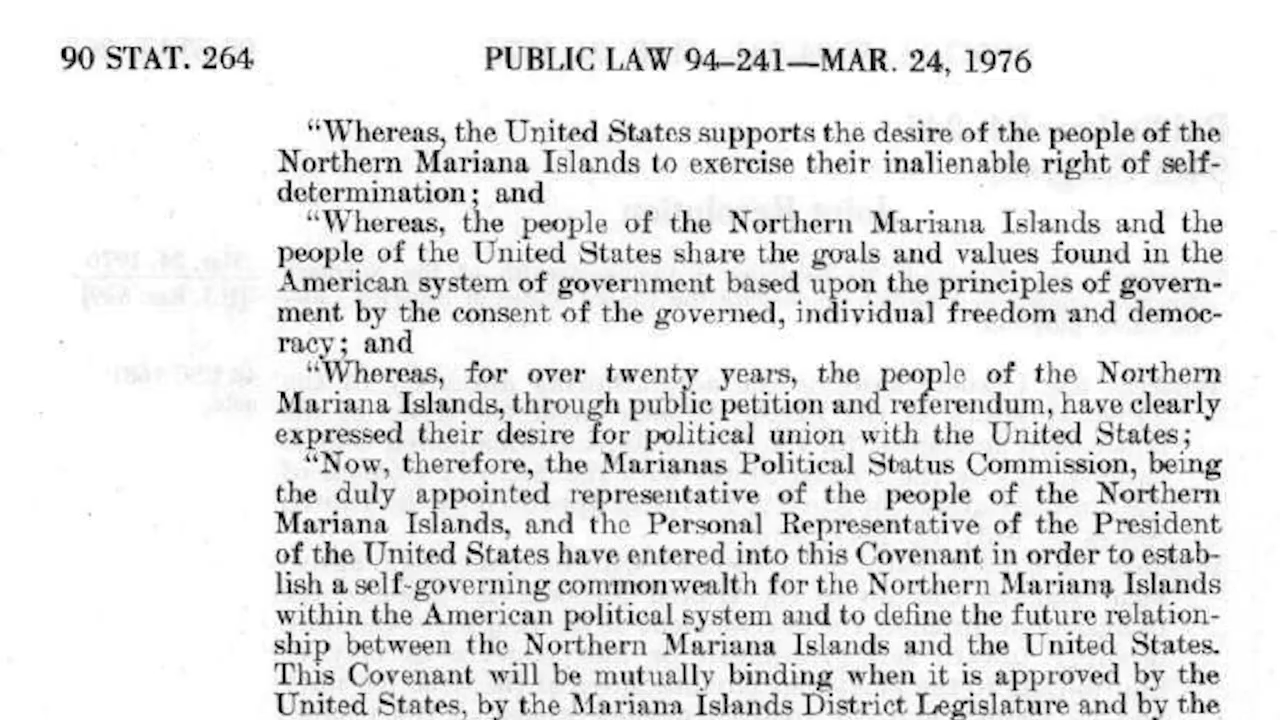 90 STAT. 264
PUBLIC LAW 94–241—MAR. 24, 1976
“Whereas, the United States supports the desire of the people of the
Northern Mariana Islands to exercise their inalienable right of self-
determination; and
“Whereas, the people of the Northern Mariana Islands and the
people of the United States share the goals and values found in the
American system of government based upon the principles of govern-
ment by the consent of the governed, individual freedom and democ-
racy; and
“Whereas, for over twenty years, the people of the Northern
Mariana Islands, through public petition and referendum, have clearly
expressed their desire for political union with the United States;
“Now, therefore, the Marianas Political Status Commission, being
the duly appointed representative of the people of the Northern
Mariana Islands, and the Personal Representative of the President
of the United States have entered into this Covenant in order to estab-
lish a self-governing commonwealth for the Northern Mariana Islands
within the American political system and to define the future relation-
ship between the Northern Mariana Islands and the United States.
This Covenant will be mutually binding when it is approved by the
United States, by the Mariana Islands District Legislature and by the